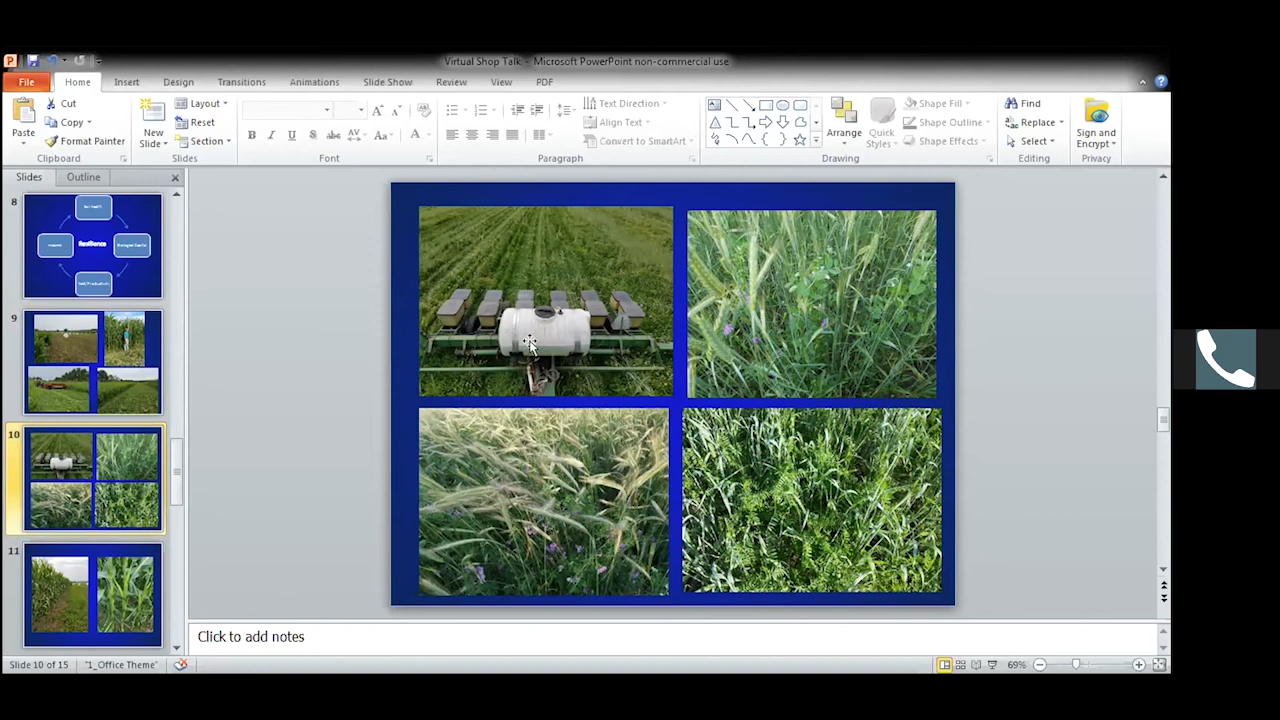 Virtual Shop Talk - Microsoft PowerPoint non-commercial use
File Home Insert Design Transitions Animations Slide Show Review View PDF
Paste
Cut
Copy
Format Painter
Clipboard
New
Slide
Layout
Reset
Section
Slides
B I U S abc AV Aa A
Font
Text Direction
Align Text
Convert to SmartArt
Paragraph
Arrange
Quick
Styles
Shape Fill
Shape Outline
Shape Effects
Drawing
Find
Replace
Select
Editing
Sign and
Encrypt
Privacy
Slides Outline
8
Resilience
9
10
11
Click to add notes
Slide 10 of 15 "1_Office Theme" 69%